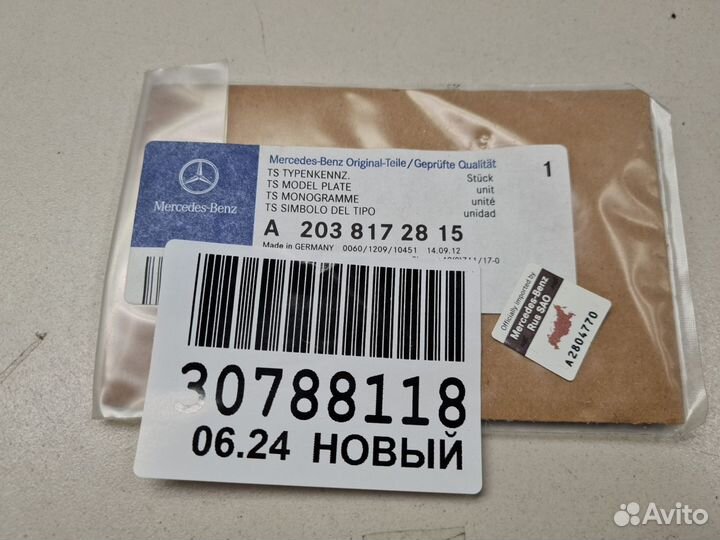 Mercedes-Benz
Mercedes-Benz Original-Teile/Geprüfte Qualität
TS TYPENKENNZ. Stück
TS MODEL PLATE unit
TS MONOGRAMME unité
TS SIMBOLO DEL TIPO unidad
1
A 203 817 28 15
Made in GERMANY 0060/1209/10451 14.09.12
Officially imported by
Mercedes-Benz
Rus SAO
A2804770
30788118
06.24 НОВЫЙ
Avito